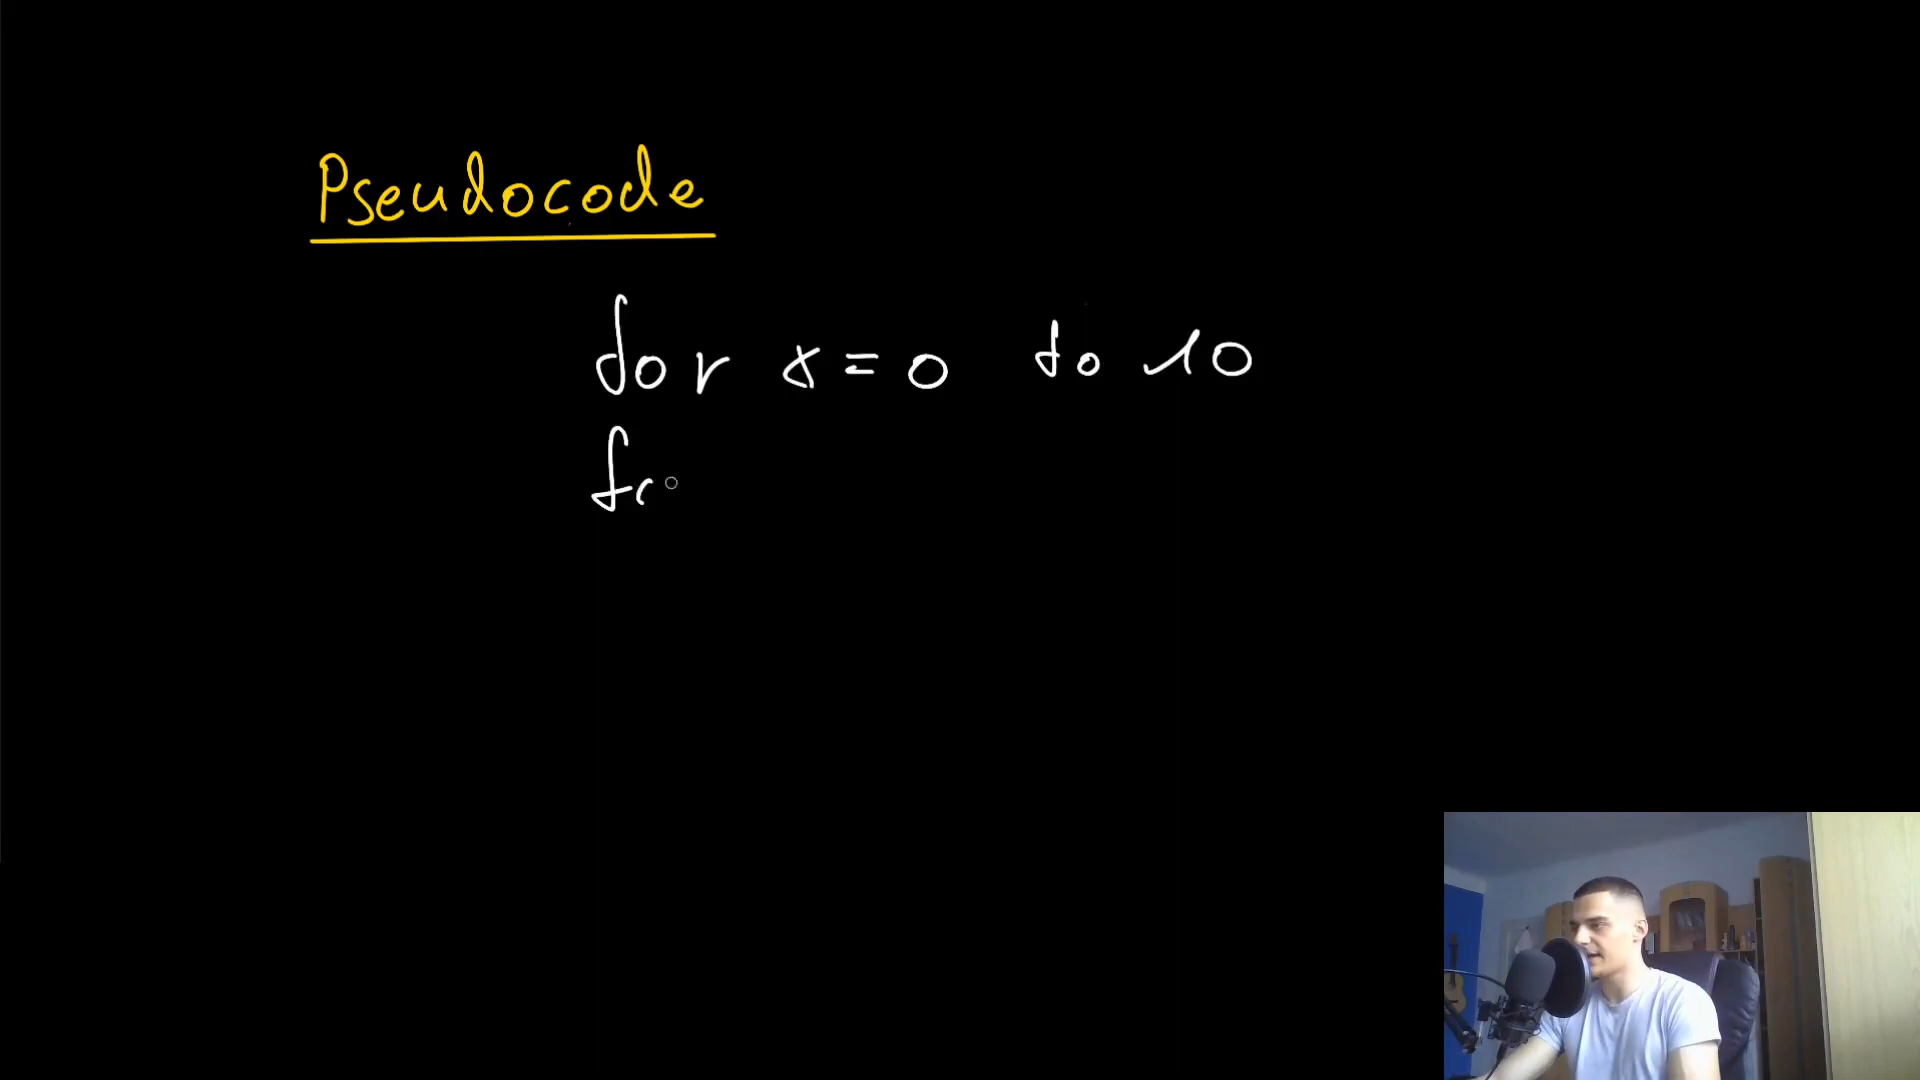 Pseudocode
for x = 0 to 10